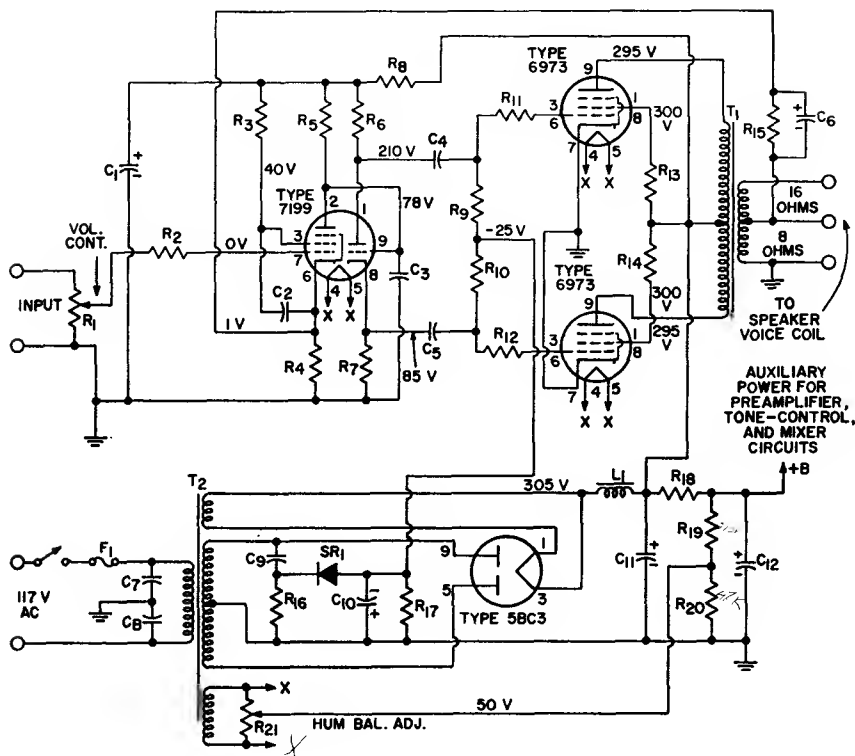 TYPE
6973
295 V
9
R8
R11
3
6
1
8
300
V
T1
R15
C6
7
4
5
X
X
R3
R5
R6
C4
210 V
40 V
C1
TYPE
7199
2
1
78 V
R9
R13
16
OHMS
VOL.
CONT.
R2
0 V
3
7
9
-25 V
8
OHMS
6
4
5
8
C3
R10
TYPE
6973
R14
300
V
INPUT
R1
C2
X
X
9
295
V
TO
SPEAKER
VOICE COIL
1 V
R4
R7
C5
85 V
R12
3
6
1
8
7
4
5
X
X
AUXILIARY
POWER FOR
PREAMPLIFIER,
TONE-CONTROL,
AND MIXER
CIRCUITS
+B
T2
305 V
L1
R18
F1
C9
SR1
9
1
R19
C7
5
3
C11
C12
117 V
AC
C8
R16
C10
R17
TYPE 5BC3
R20
X
50 V
R21
HUM BAL. ADJ.
X